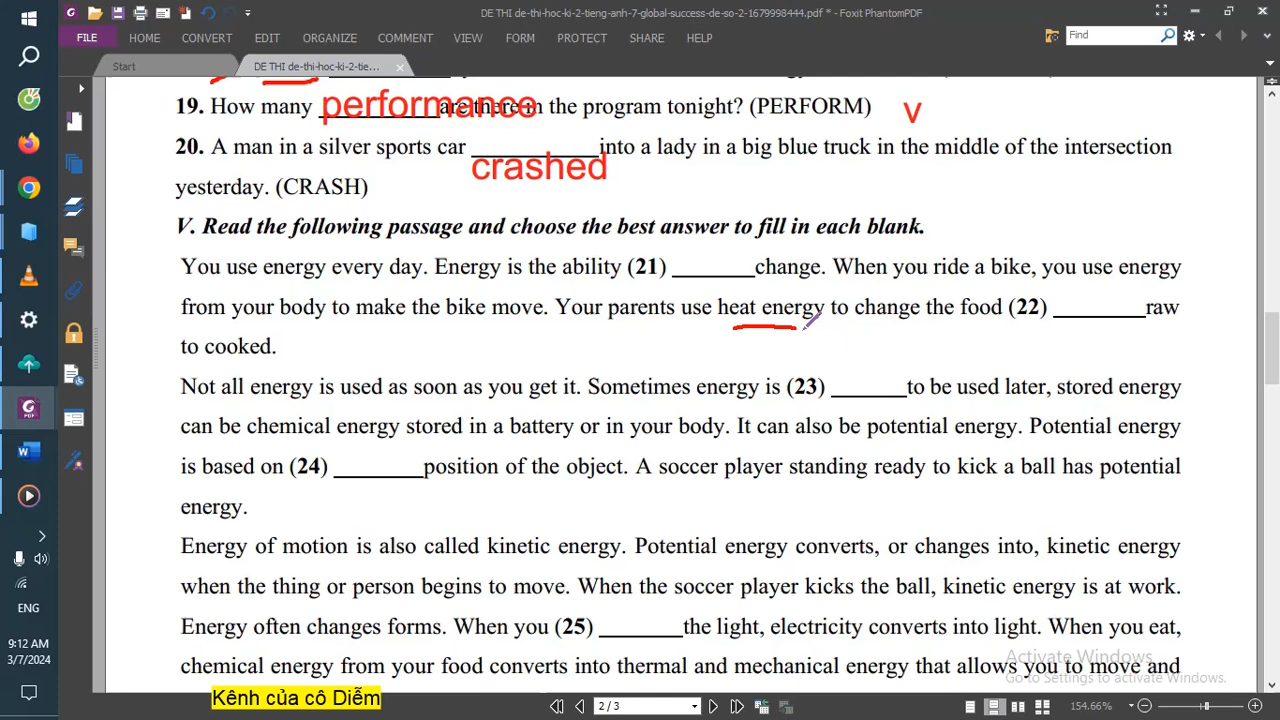 DE THI de-thi-hoc-ki-2-tieng-anh-7-global-success-de-so-2-1679998444.pdf * - Foxit PhantomPDF
FILE HOME CONVERT EDIT ORGANIZE COMMENT VIEW FORM PROTECT SHARE HELP
Find
Start
DE THI de-thi-hoc-ki-2-tie...
19. How many ________ are there in the program tonight? (PERFORM)
performance
v
20. A man in a silver sports car ________ into a lady in a big blue truck in the middle of the intersection
crashed
yesterday. (CRASH)
V. Read the following passage and choose the best answer to fill in each blank.
You use energy every day. Energy is the ability (21) ______change. When you ride a bike, you use energy
from your body to make the bike move. Your parents use heat energy to change the food (22) ______raw
to cooked.
Not all energy is used as soon as you get it. Sometimes energy is (23) ______to be used later, stored energy
can be chemical energy stored in a battery or in your body. It can also be potential energy. Potential energy
is based on (24) ______position of the object. A soccer player standing ready to kick a ball has potential
energy.
Energy of motion is also called kinetic energy. Potential energy converts, or changes into, kinetic energy
when the thing or person begins to move. When the soccer player kicks the ball, kinetic energy is at work.
Energy often changes forms. When you (25) ______the light, electricity converts into light. When you eat,
chemical energy from your food converts into thermal and mechanical energy that allows you to move and
Activate Windows
Go to Settings to activate Windows.
Kênh của cô Diễm
2 / 3
154.66%
ENG
9:12 AM
3/7/2024